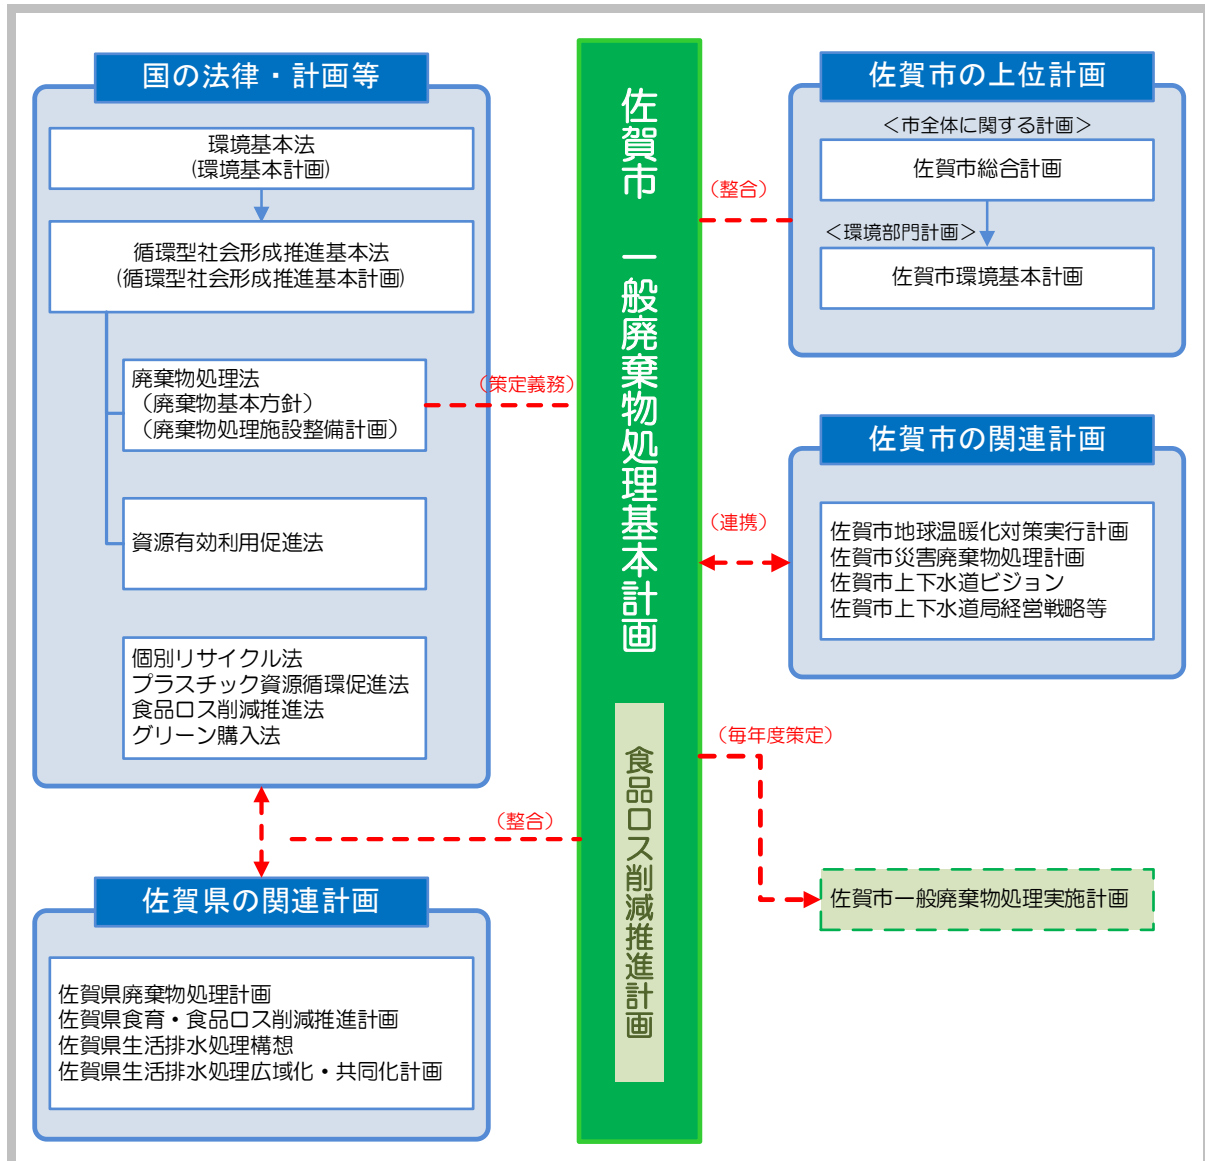 国の法律・計画等
環境基本法
(環境基本計画)
循環型社会形成推進基本法
(循環型社会形成推進基本計画)
廃棄物処理法
（廃棄物基本方針）
（廃棄物処理施設整備計画）
資源有効利用促進法
個別リサイクル法
プラスチック資源循環促進法
食品ロス削減推進法
グリーン購入法
（策定義務）
（整合）
佐賀県の関連計画
佐賀県廃棄物処理計画
佐賀県食育・食品ロス削減推進計画
佐賀県生活排水処理構想
佐賀県生活排水処理広域化・共同化計画
佐賀市　一般廃棄物処理基本計画
食品ロス削減推進計画
佐賀市の上位計画
＜市全体に関する計画＞
佐賀市総合計画
（整合）
＜環境部門計画＞
佐賀市環境基本計画
佐賀市の関連計画
（連携）
佐賀市地球温暖化対策実行計画
佐賀市災害廃棄物処理計画
佐賀市上下水道ビジョン
佐賀市上下水道局経営戦略等
（毎年度策定）
佐賀市一般廃棄物処理実施計画